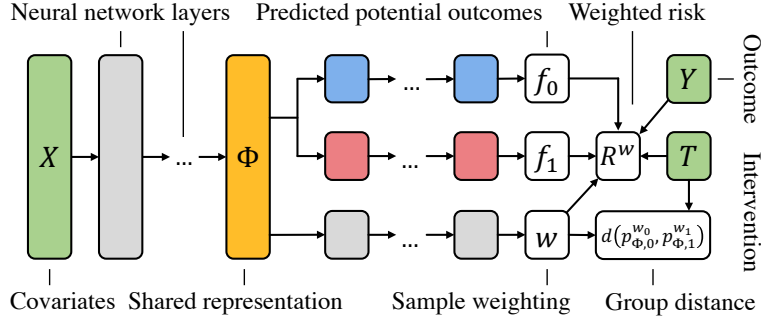 Neural network layers
Predicted potential outcomes
Weighted risk
Outcome
Intervention
X
...
Φ
...
...
f₀
Y
...
...
f₁
Rʷ
T
...
w
d(p^{w₀}_{Φ,0}, p^{w₁}_{Φ,1})
Covariates
Shared representation
Sample weighting
Group distance